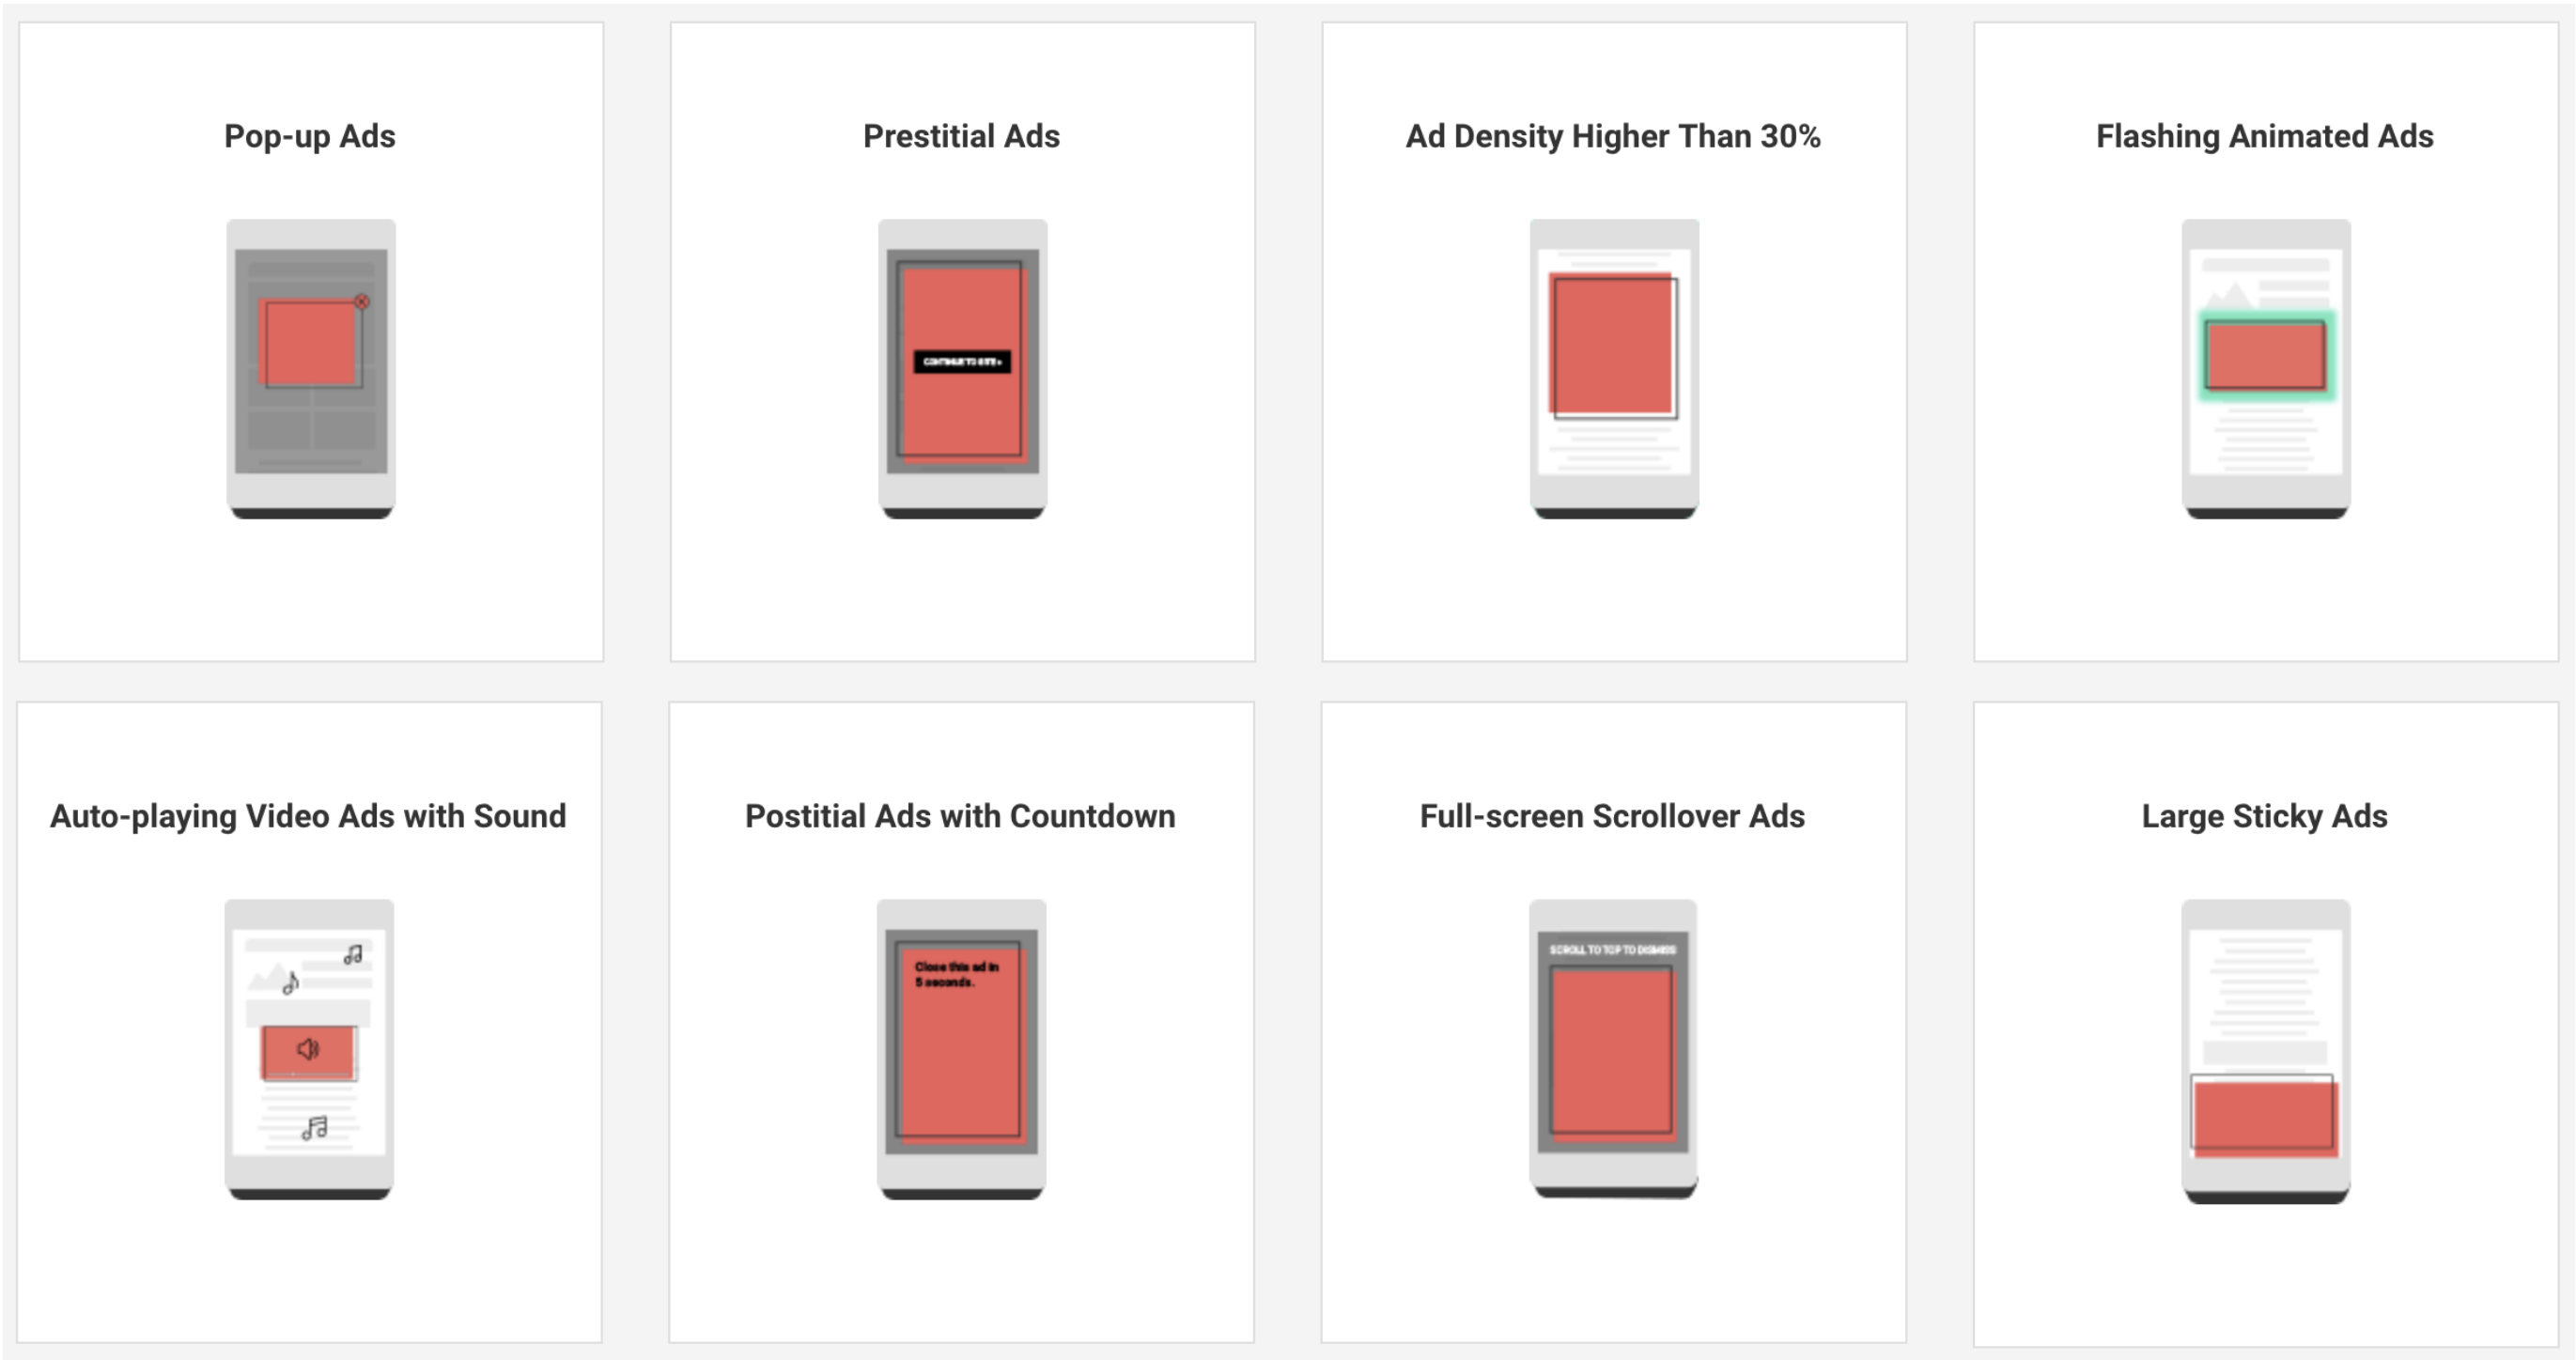 Pop-up Ads
Prestitial Ads
CONTINUE TO SITE »
Ad Density Higher Than 30%
Flashing Animated Ads
Auto-playing Video Ads with Sound
Postitial Ads with Countdown
Close this ad in
5 seconds.
Full-screen Scrollover Ads
SCROLL TO TOP TO DISMISS
Large Sticky Ads